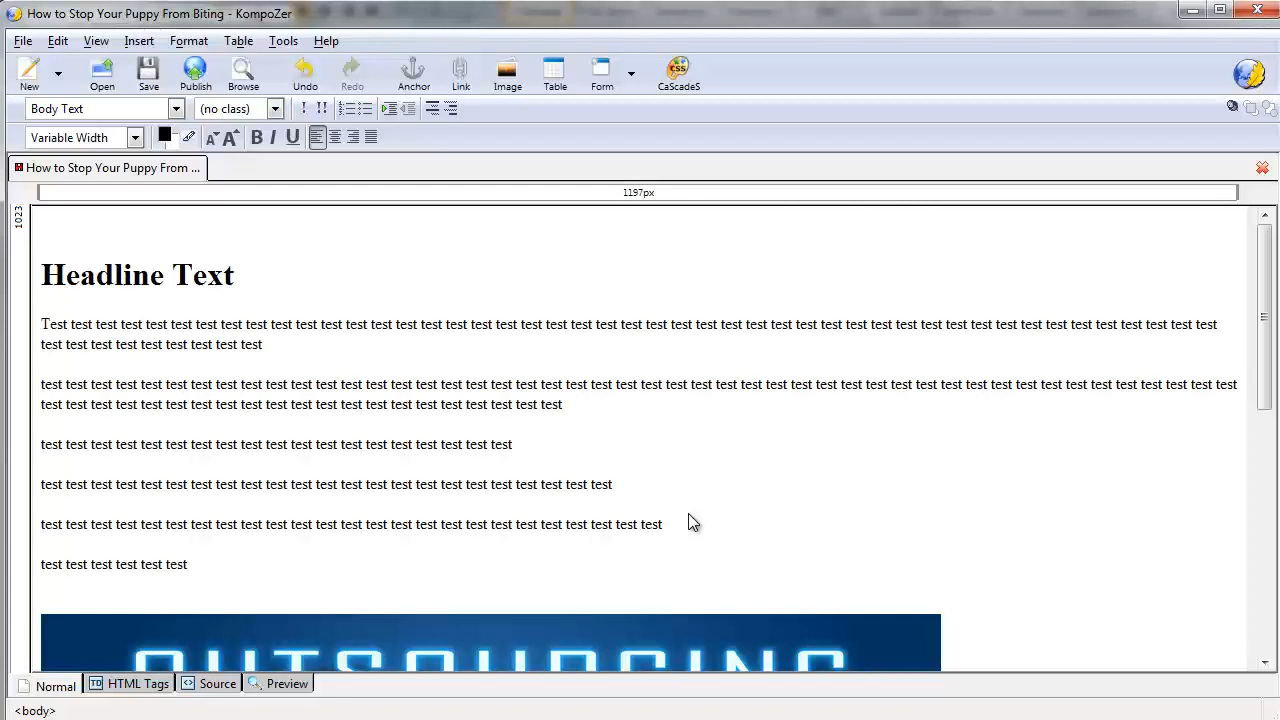 How to Stop Your Puppy From Biting - KompoZer
File Edit View Insert Format Table Tools Help
New Open Save Publish Browse Undo Redo Anchor Link Image Table Form CaScadeS
Body Text (no class) ! !!
Variable Width A A B I U
How to Stop Your Puppy From ...
1197px
1023
Headline Text
Test test test test test test test test test test test test test test test test test test test test test test test test test test test test test test test test test test test test test test test test test test test test test test test
test test test test test test test test test
test test test test test test test test test test test test test test test test test test test test test test test test test test test test test test test test test test test test test test test test test test test test test test test test
test test test test test test test test test test test test test test test test test test test test test
test test test test test test test test test test test test test test test test test test test
test test test test test test test test test test test test test test test test test test test test test test test
test test test test test test test test test test test test test test test test test test test test test test test test test
test test test test test test
OUTSOURCING
Normal HTML Tags Source Preview
<body>